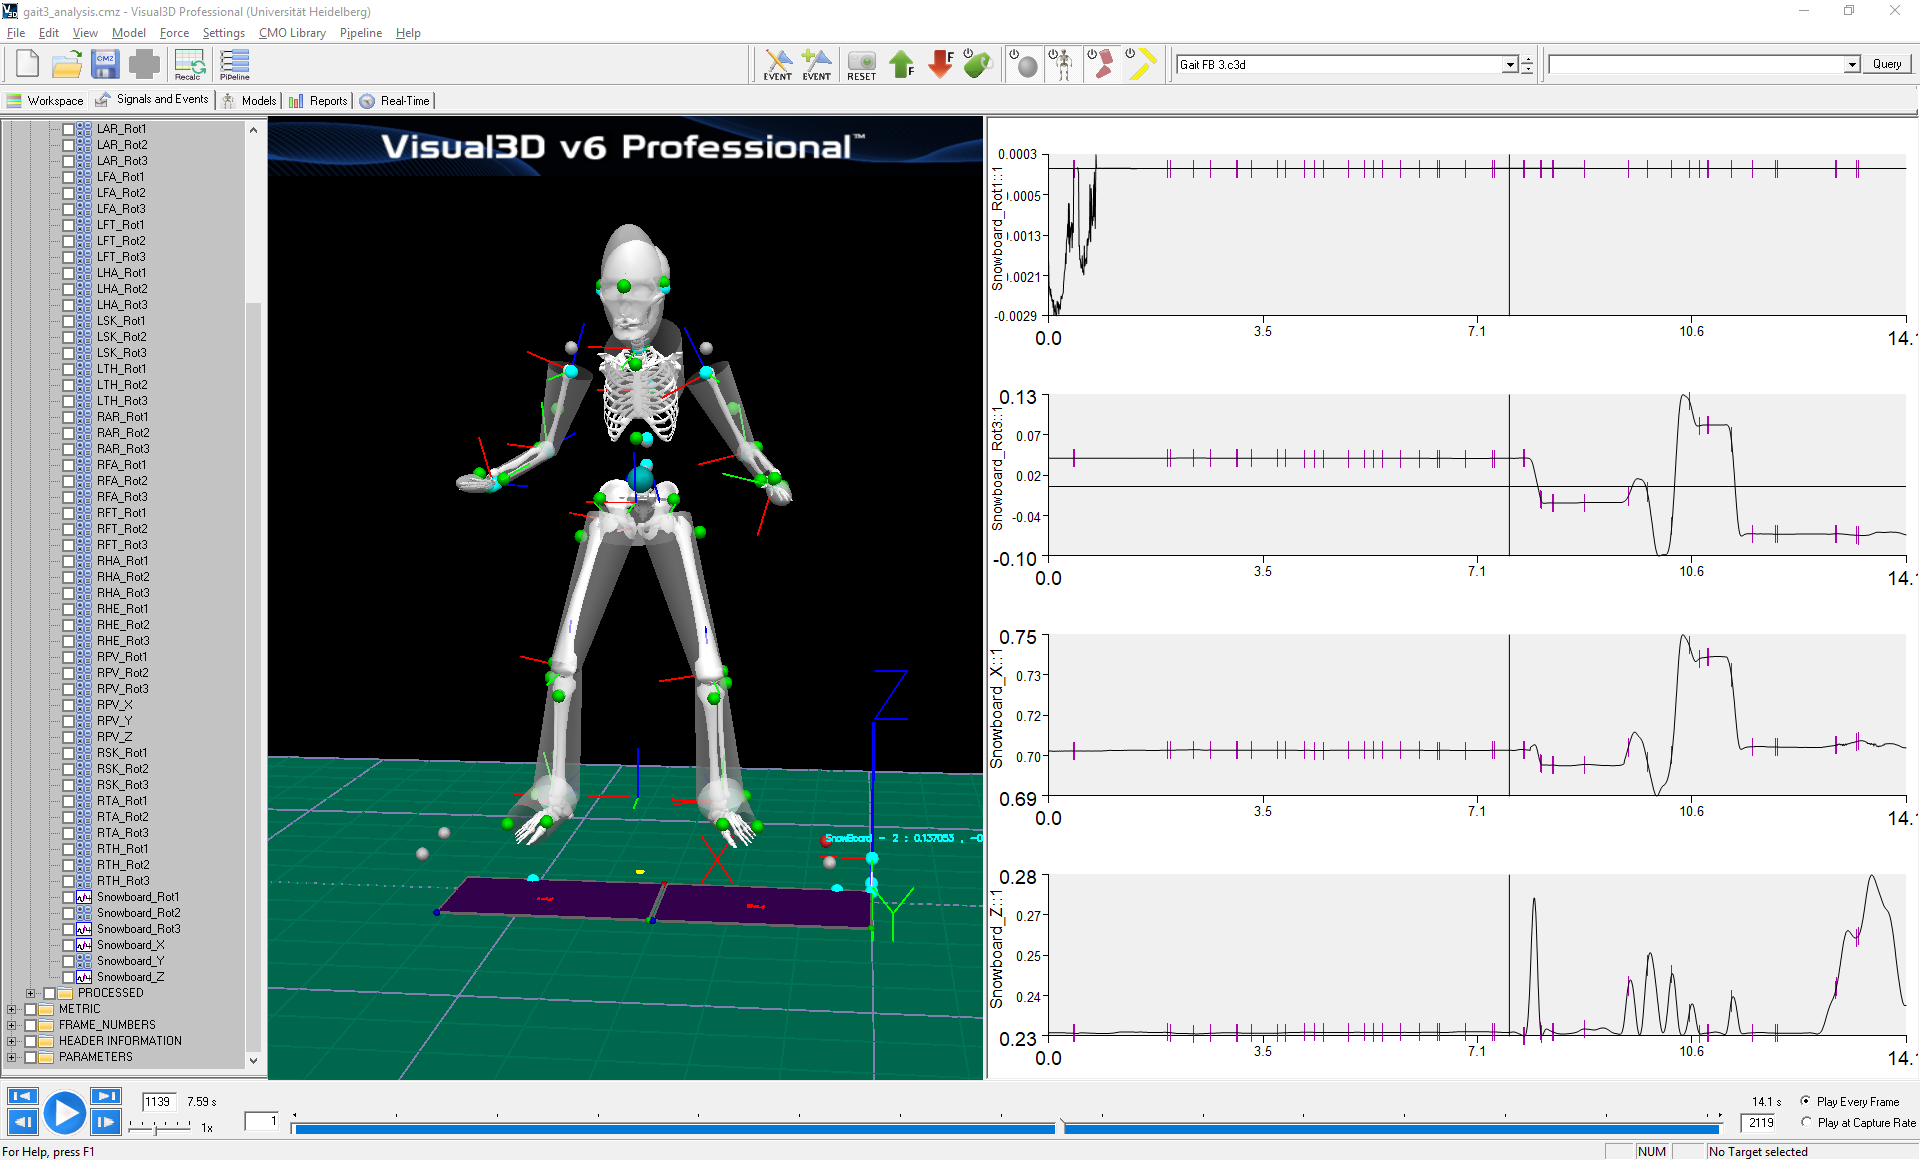 gait3_analysis.cmz - Visual3D Professional (Universität Heidelberg)
File Edit View Model Force Settings CMO Library Pipeline Help
CMZ
Recalc
PiPeline
EVENT
EVENT
RESET
F
F
Gait FB 3.c3d
Query
Workspace
Signals and Events
Models
Reports
Real-Time
LAR_Rot1
LAR_Rot2
LAR_Rot3
LFA_Rot1
LFA_Rot2
LFA_Rot3
LFT_Rot1
LFT_Rot2
LFT_Rot3
LHA_Rot1
LHA_Rot2
LHA_Rot3
LSK_Rot1
LSK_Rot2
LSK_Rot3
LTH_Rot1
LTH_Rot2
LTH_Rot3
RAR_Rot1
RAR_Rot2
RAR_Rot3
RFA_Rot1
RFA_Rot2
RFA_Rot3
RFT_Rot1
RFT_Rot2
RFT_Rot3
RHA_Rot1
RHA_Rot2
RHA_Rot3
RHE_Rot1
RHE_Rot2
RHE_Rot3
RPV_Rot1
RPV_Rot2
RPV_Rot3
RPV_X
RPV_Y
RPV_Z
RSK_Rot1
RSK_Rot2
RSK_Rot3
RTA_Rot1
RTA_Rot2
RTA_Rot3
RTH_Rot1
RTH_Rot2
RTH_Rot3
Snowboard_Rot1
Snowboard_Rot2
Snowboard_Rot3
Snowboard_X
Snowboard_Y
Snowboard_Z
PROCESSED
METRIC
FRAME_NUMBERS
HEADER INFORMATION
PARAMETERS
Visual3D v6 Professional™
Z
SnowBoard - 2 : 0.137053 , -0
X
Y
Snowboard_Rot1::1
0.0003
0.0005
0.0013
0.0021
-0.0029
0.0 3.5 7.1 10.6 14.1
Snowboard_Rot3::1
0.13
0.07
0.02
-0.04
-0.10
0.0 3.5 7.1 10.6 14.1
Snowboard_X::1
0.75
0.73
0.72
0.70
0.69
0.0 3.5 7.1 10.6 14.1
Snowboard_Z::1
0.28
0.27
0.25
0.24
0.23
0.0 3.5 7.1 10.6 14.1
1139 7.59 s
1x
1
14.1 s
2119
Play Every Frame
Play at Capture Rate
For Help, press F1
NUM
No Target selected